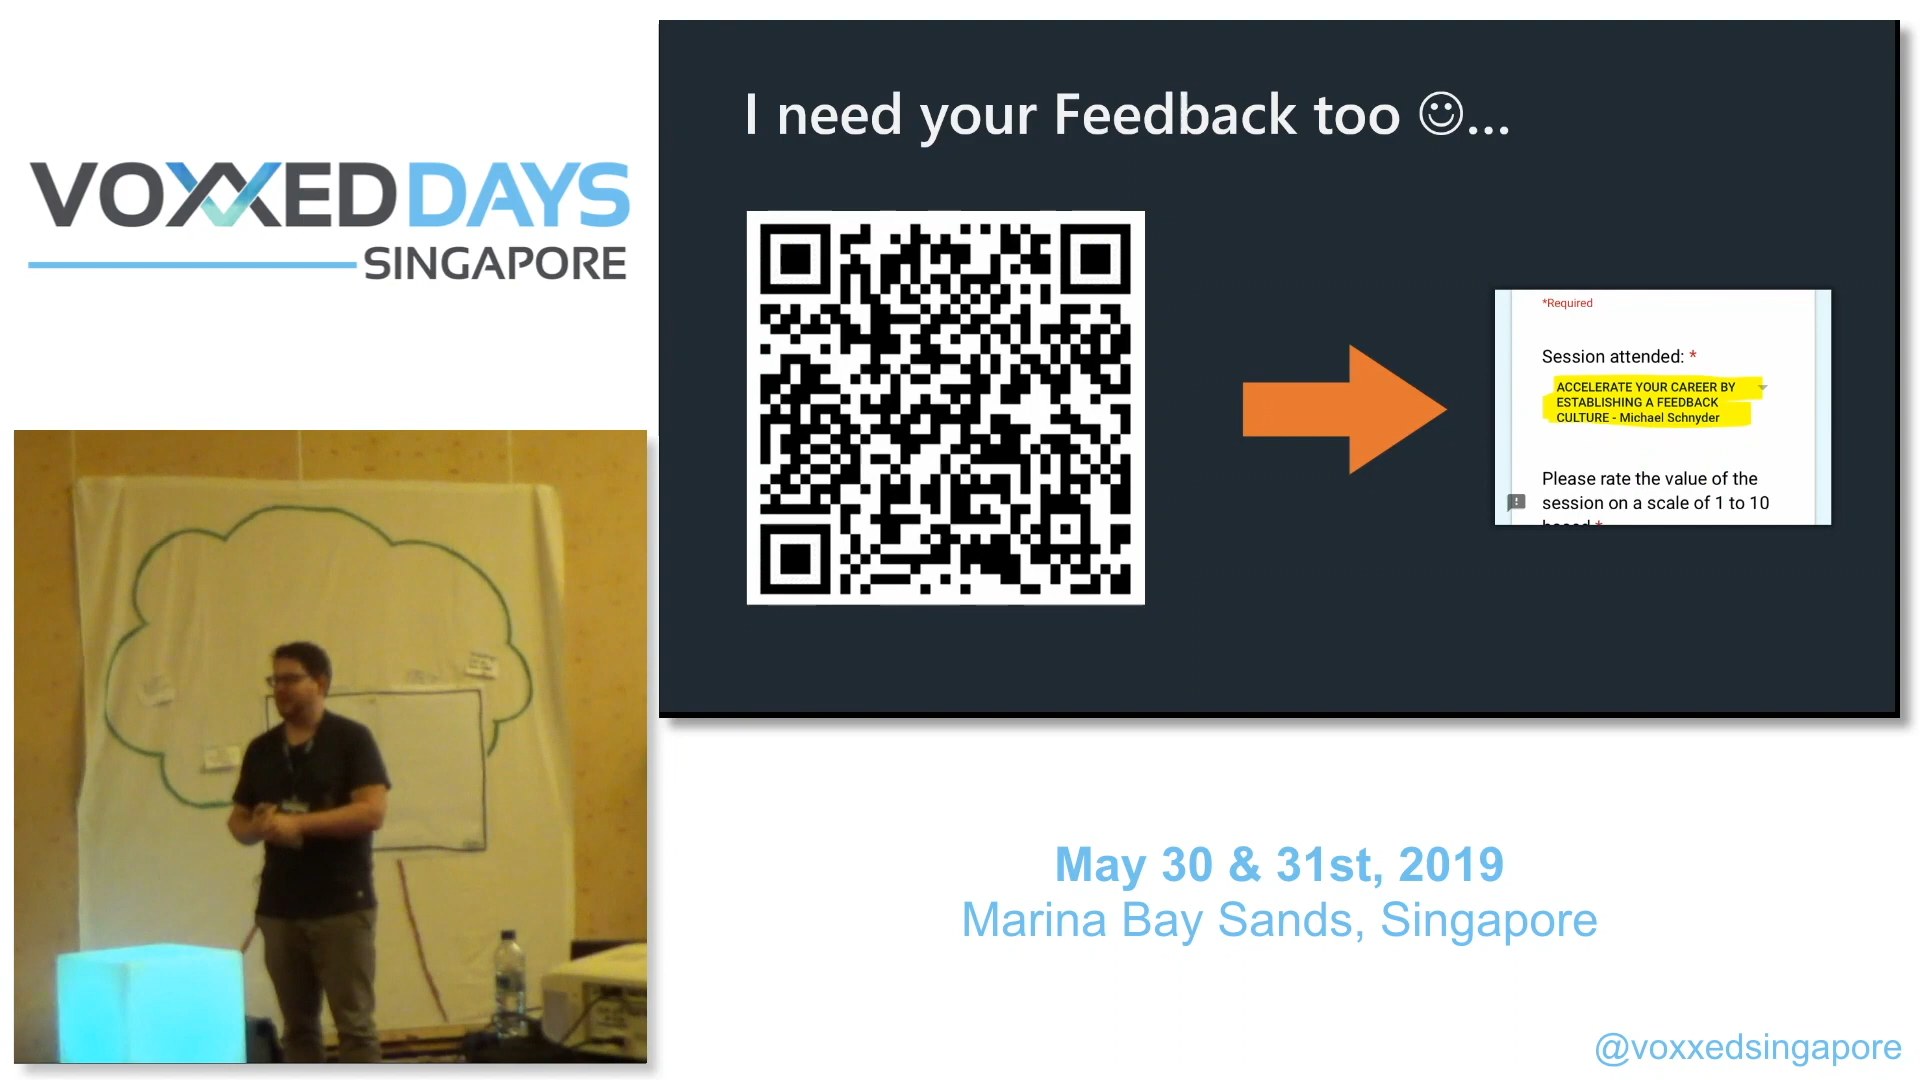 VOXXEDDAYS
SINGAPORE
I need your Feedback too ☺...
*Required
Session attended: *
ACCELERATE YOUR CAREER BY
ESTABLISHING A FEEDBACK
CULTURE - Michael Schnyder
Please rate the value of the
session on a scale of 1 to 10
based *
May 30 & 31st, 2019
Marina Bay Sands, Singapore
@voxxedsingapore